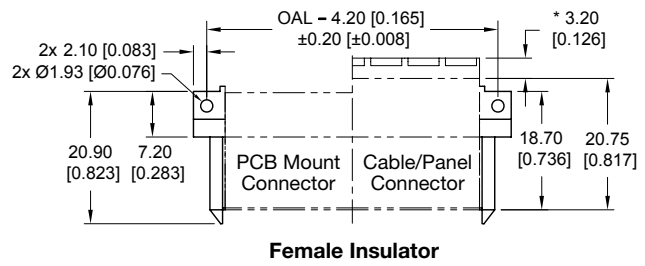 OAL – 4.20 [0.165]
±0.20 [±0.008]
* 3.20
[0.126]
2x 2.10 [0.083]
2x Ø1.93 [Ø0.076]
20.90
[0.823]
7.20
[0.283]
PCB Mount
Connector
Cable/Panel
Connector
18.70
[0.736]
20.75
[0.817]
Female Insulator